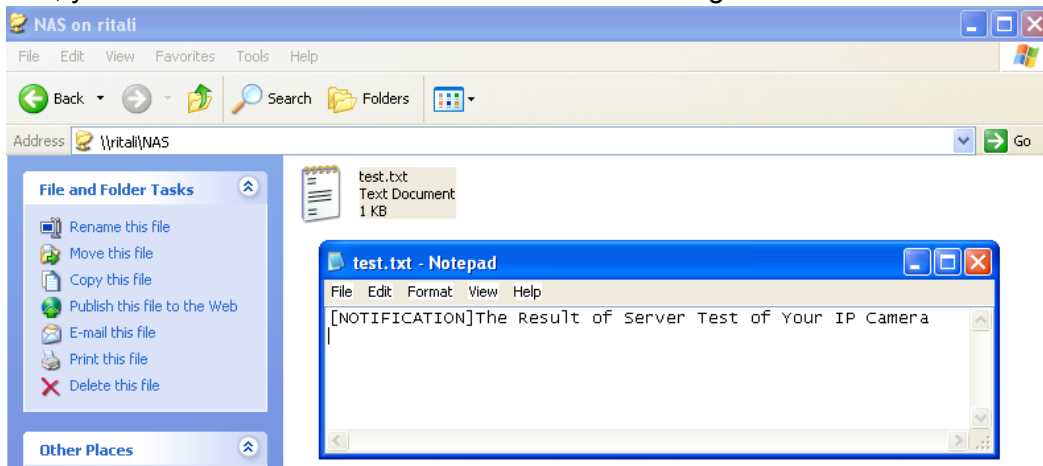 NAS on ritali
File Edit View Favorites Tools Help
Back Search Folders
Address \\ritali\NAS Go
File and Folder Tasks
Rename this file
Move this file
Copy this file
Publish this file to the Web
E-mail this file
Print this file
Delete this file
Other Places
test.txt
Text Document
1 KB
test.txt - Notepad
File Edit Format View Help
[NOTIFICATION]The Result of Server Test of Your IP Camera